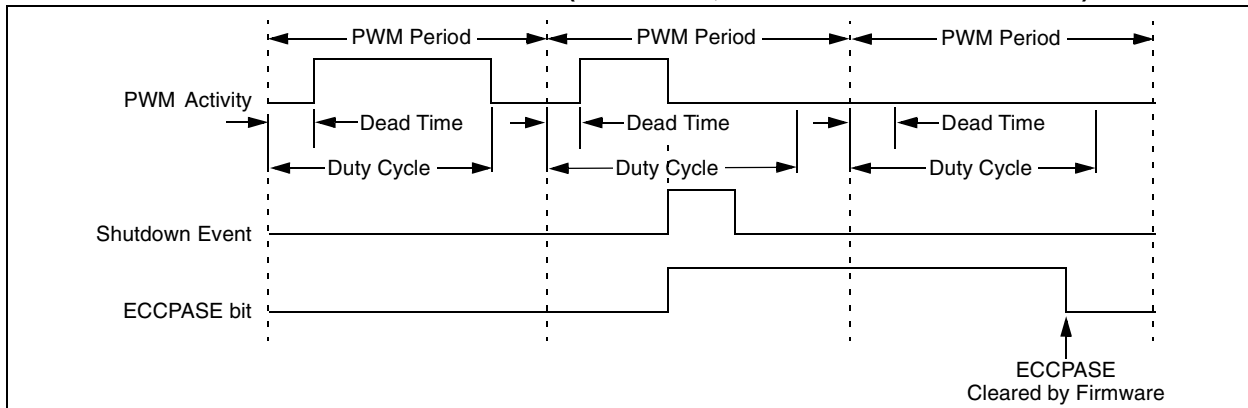 PWM Period PWM Period PWM Period
PWM Activity
Dead Time Dead Time Dead Time
Duty Cycle Duty Cycle Duty Cycle
Shutdown Event
ECCPASE bit
ECCPASE
Cleared by Firmware